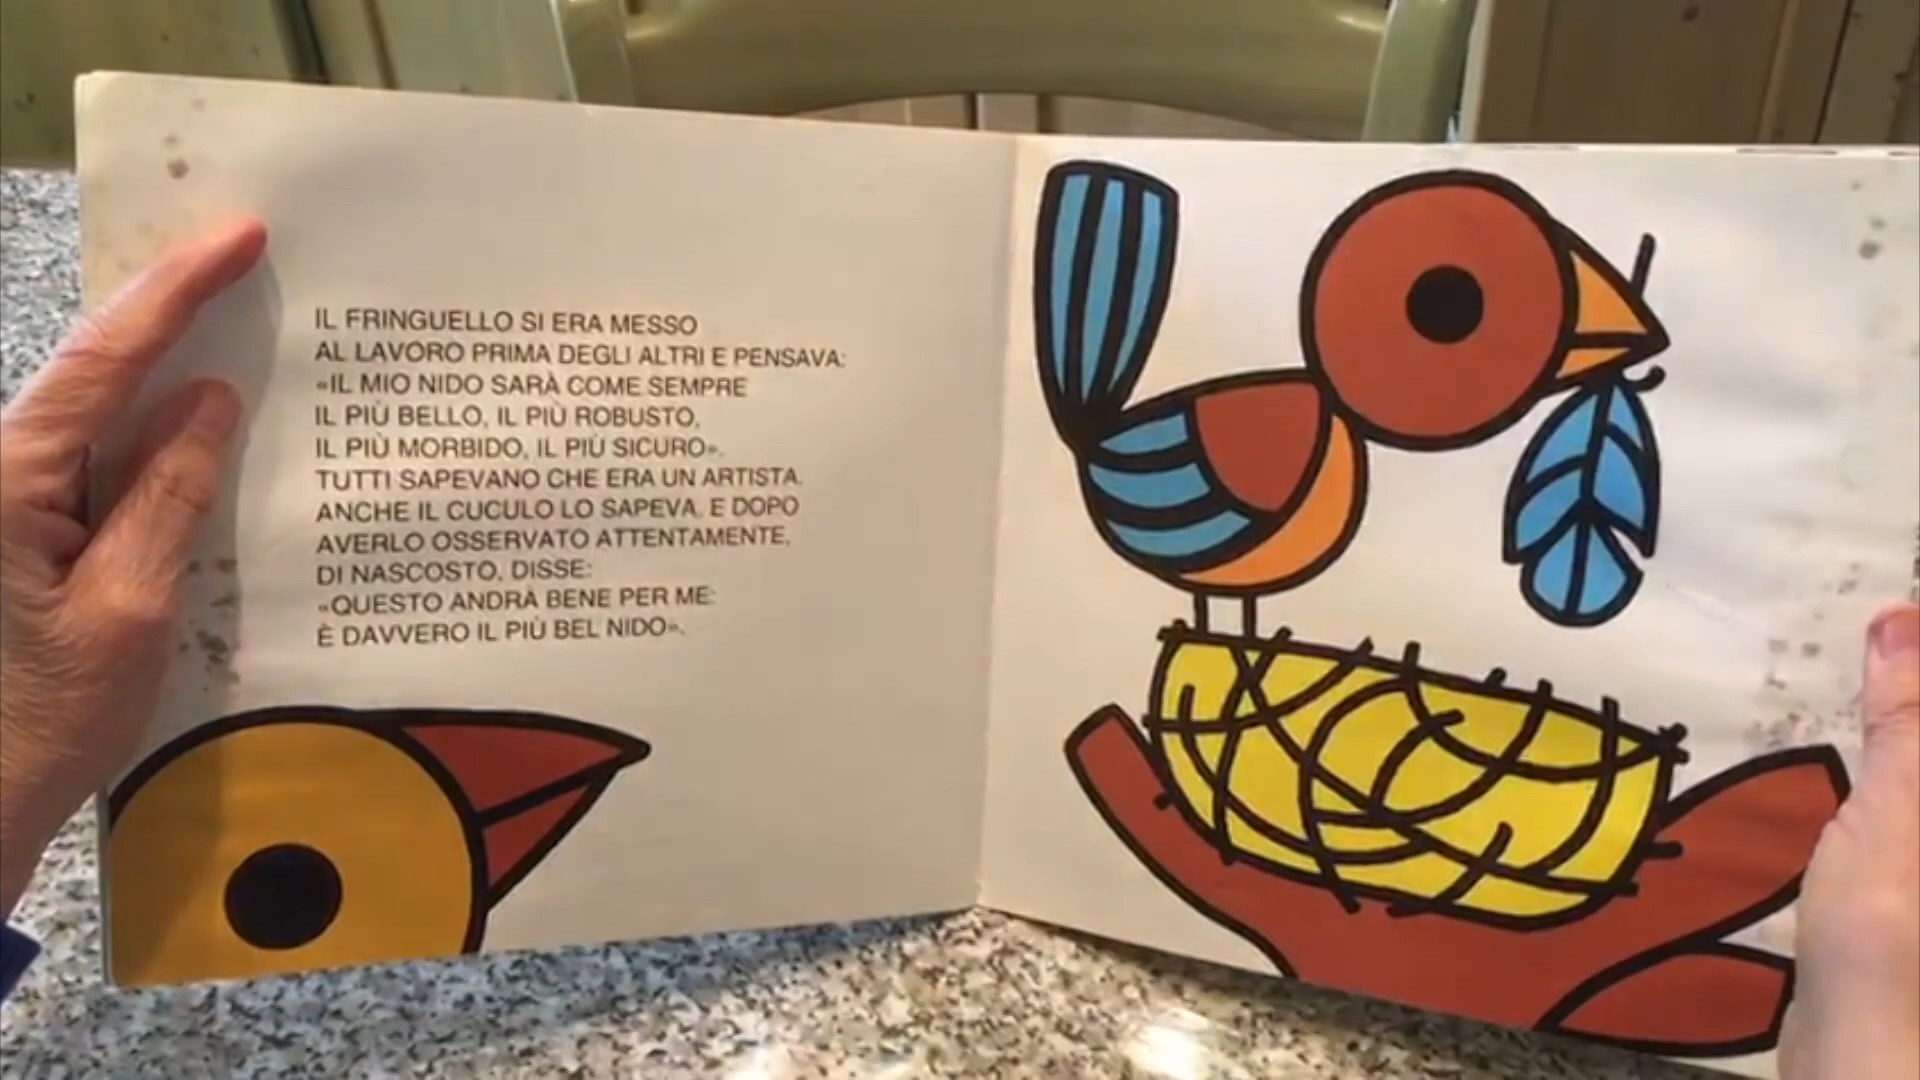 IL FRINGUELLO SI ERA MESSO
AL LAVORO PRIMA DEGLI ALTRI E PENSAVA:
«IL MIO NIDO SARÀ COME SEMPRE
IL PIÙ BELLO, IL PIÙ ROBUSTO,
IL PIÙ MORBIDO, IL PIÙ SICURO».
TUTTI SAPEVANO CHE ERA UN ARTISTA.
ANCHE IL CUCULO LO SAPEVA. E DOPO
AVERLO OSSERVATO ATTENTAMENTE,
DI NASCOSTO, DISSE:
«QUESTO ANDRÀ BENE PER ME:
È DAVVERO IL PIÙ BEL NIDO».